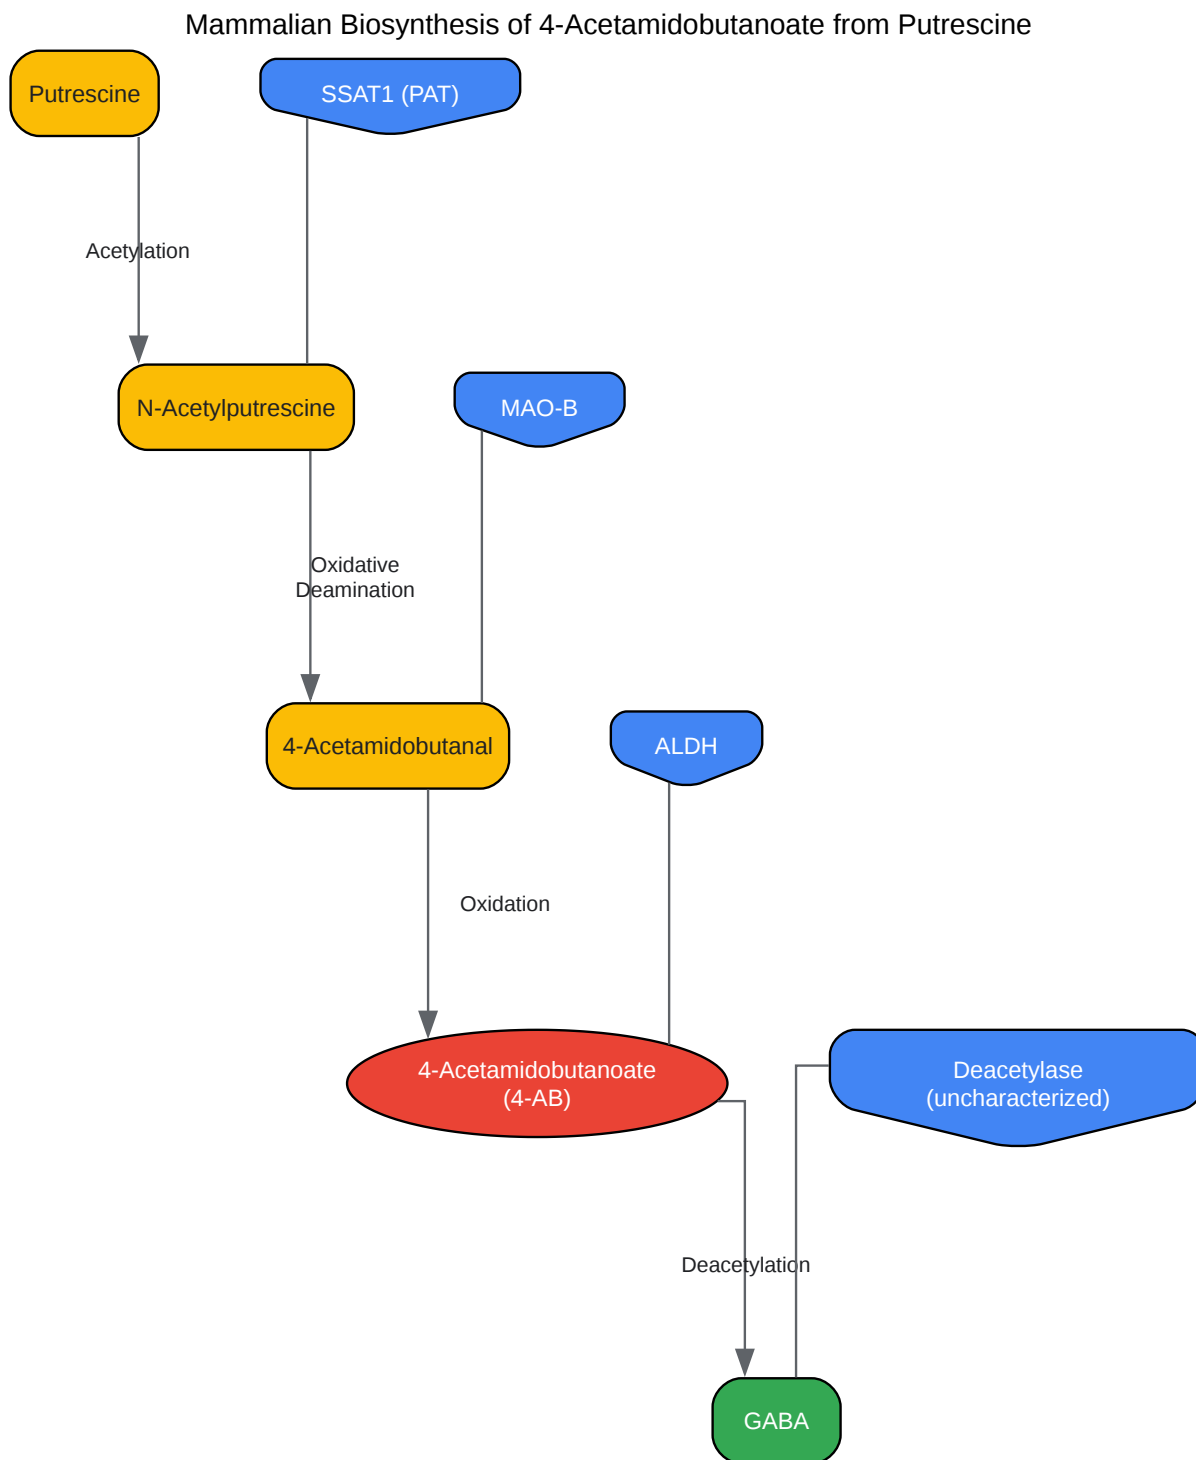 Mammalian Biosynthesis of 4-Acetamidobutanoate from Putrescine
Putrescine
SSAT1 (PAT)
Acetylation
N-Acetylputrescine
MAO-B
Oxidative
Deamination
4-Acetamidobutanal
ALDH
Oxidation
4-Acetamidobutanoate
(4-AB)
Deacetylase
(uncharacterized)
Deacetylation
GABA